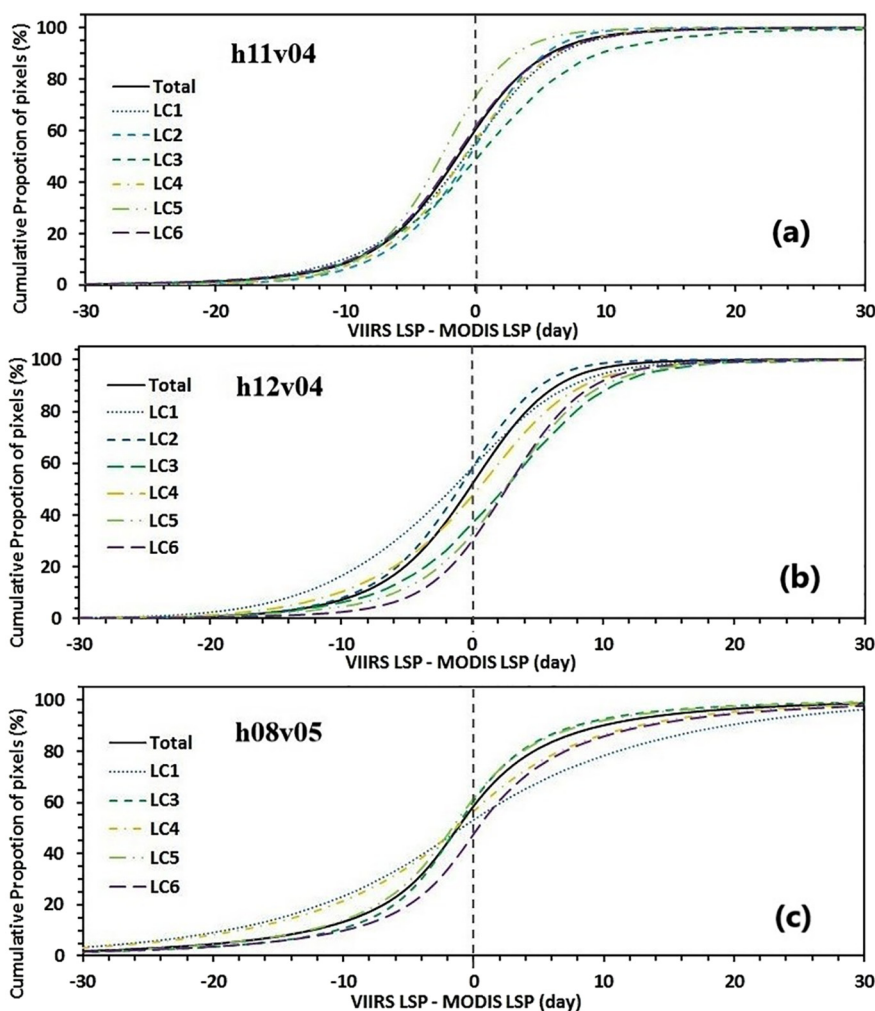 Cumulative Propotion of pixels (%)
100
80
60
40
20
0
h11v04
Total
LC1
LC2
LC3
LC4
LC5
LC6
(a)
-30 -20 -10 0 10 20 30
VIIRS LSP - MODIS LSP (day)
Cumulative Propotion of pixels (%)
100
80
60
40
20
0
h12v04
Total
LC1
LC2
LC3
LC4
LC5
LC6
(b)
-30 -20 -10 0 10 20 30
VIIRS LSP - MODIS LSP (day)
Cumulative Propotion of pixels (%)
100
80
60
40
20
0
h08v05
Total
LC1
LC3
LC4
LC5
LC6
(c)
-30 -20 -10 0 10 20 30
VIIRS LSP - MODIS LSP (day)